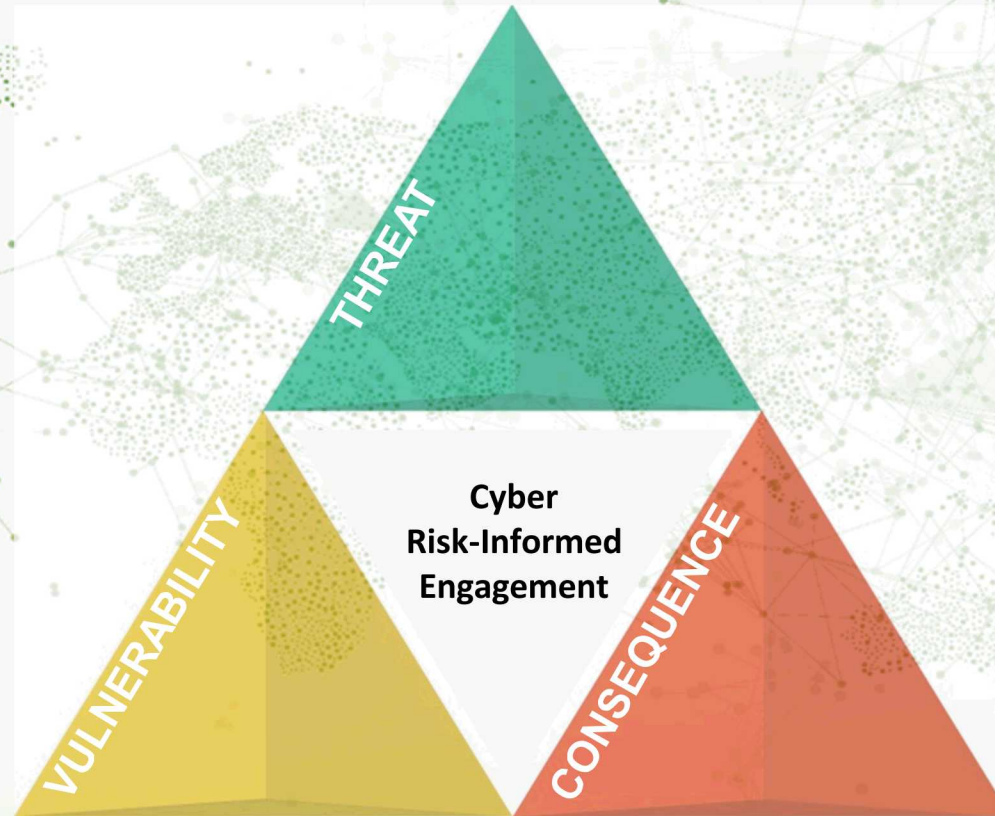 THREAT
Cyber
Risk-Informed
Engagement
VULNERABILITY
CONSEQUENCE